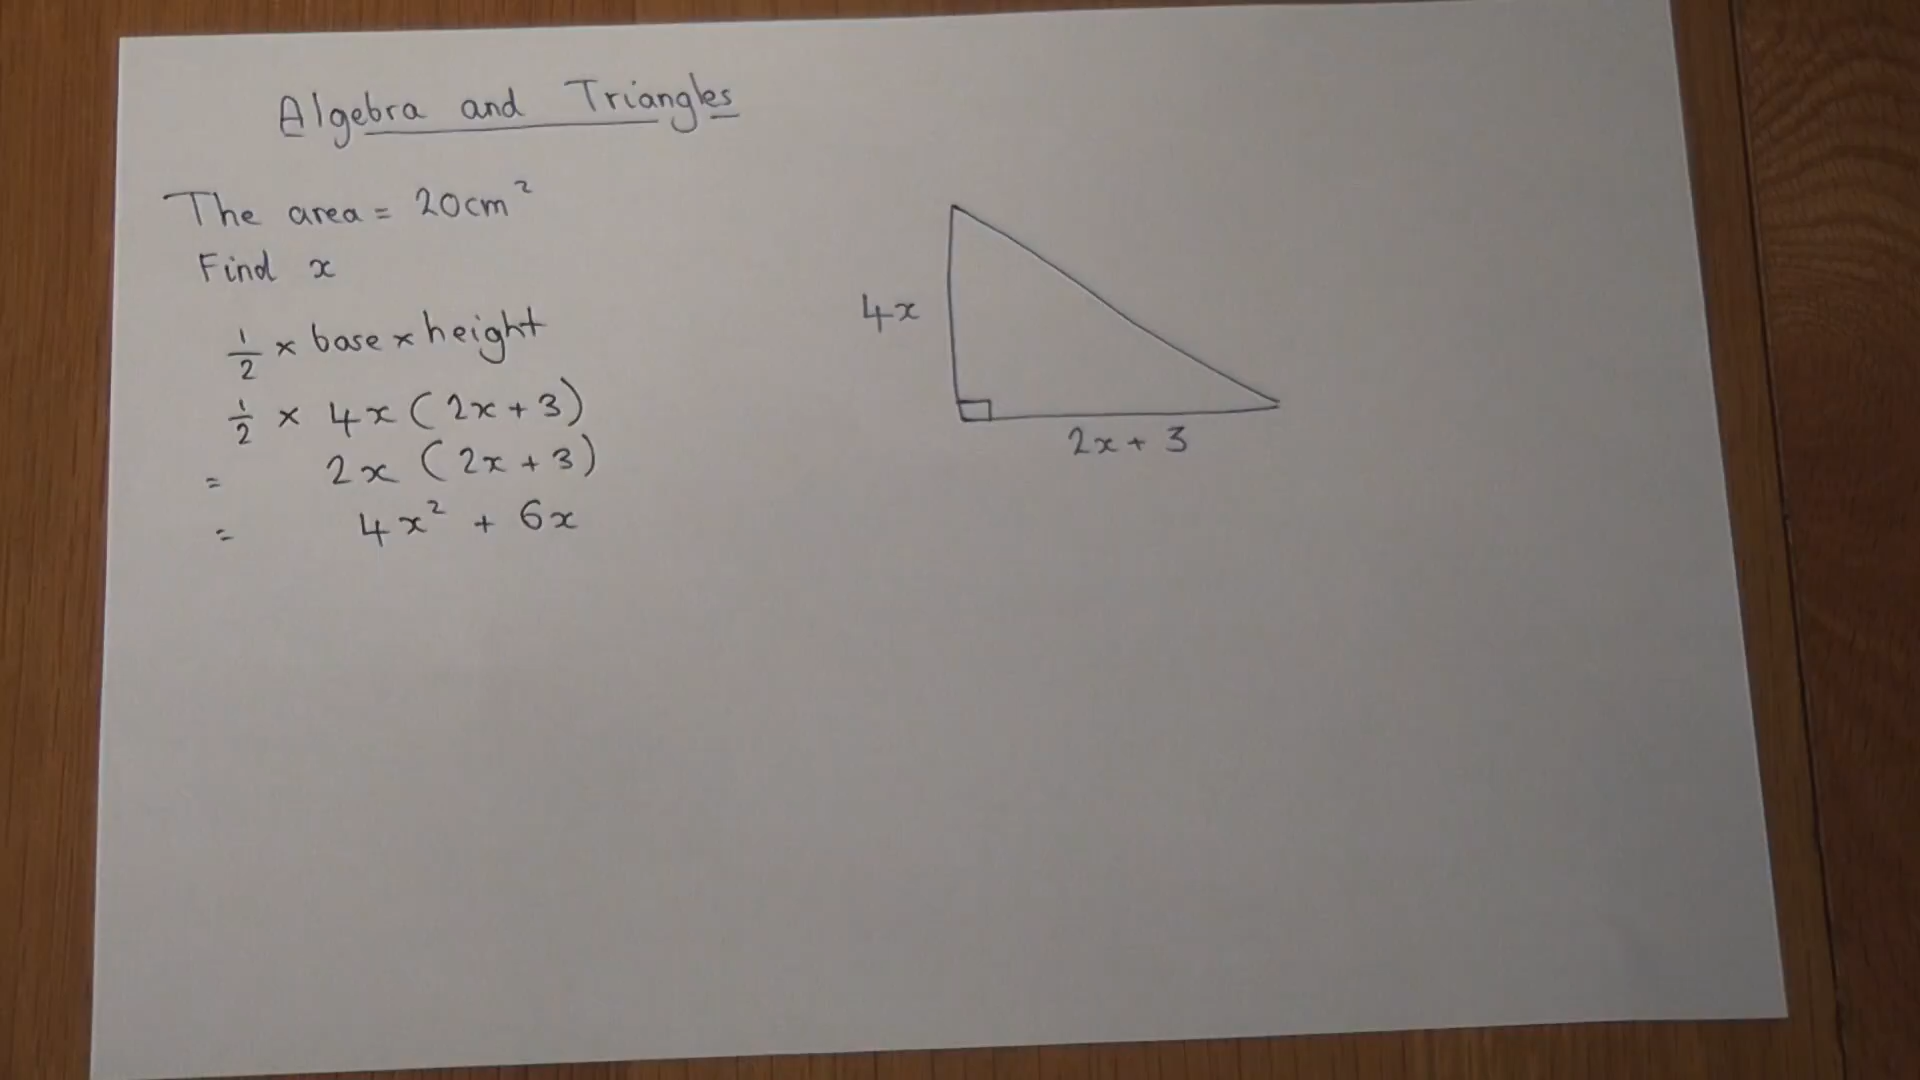 Algebra and Triangles
The area = 20cm²
Find x
1/2 × base × height
1/2 × 4x (2x + 3)
= 2x (2x + 3)
= 4x² + 6x
4x
2x + 3